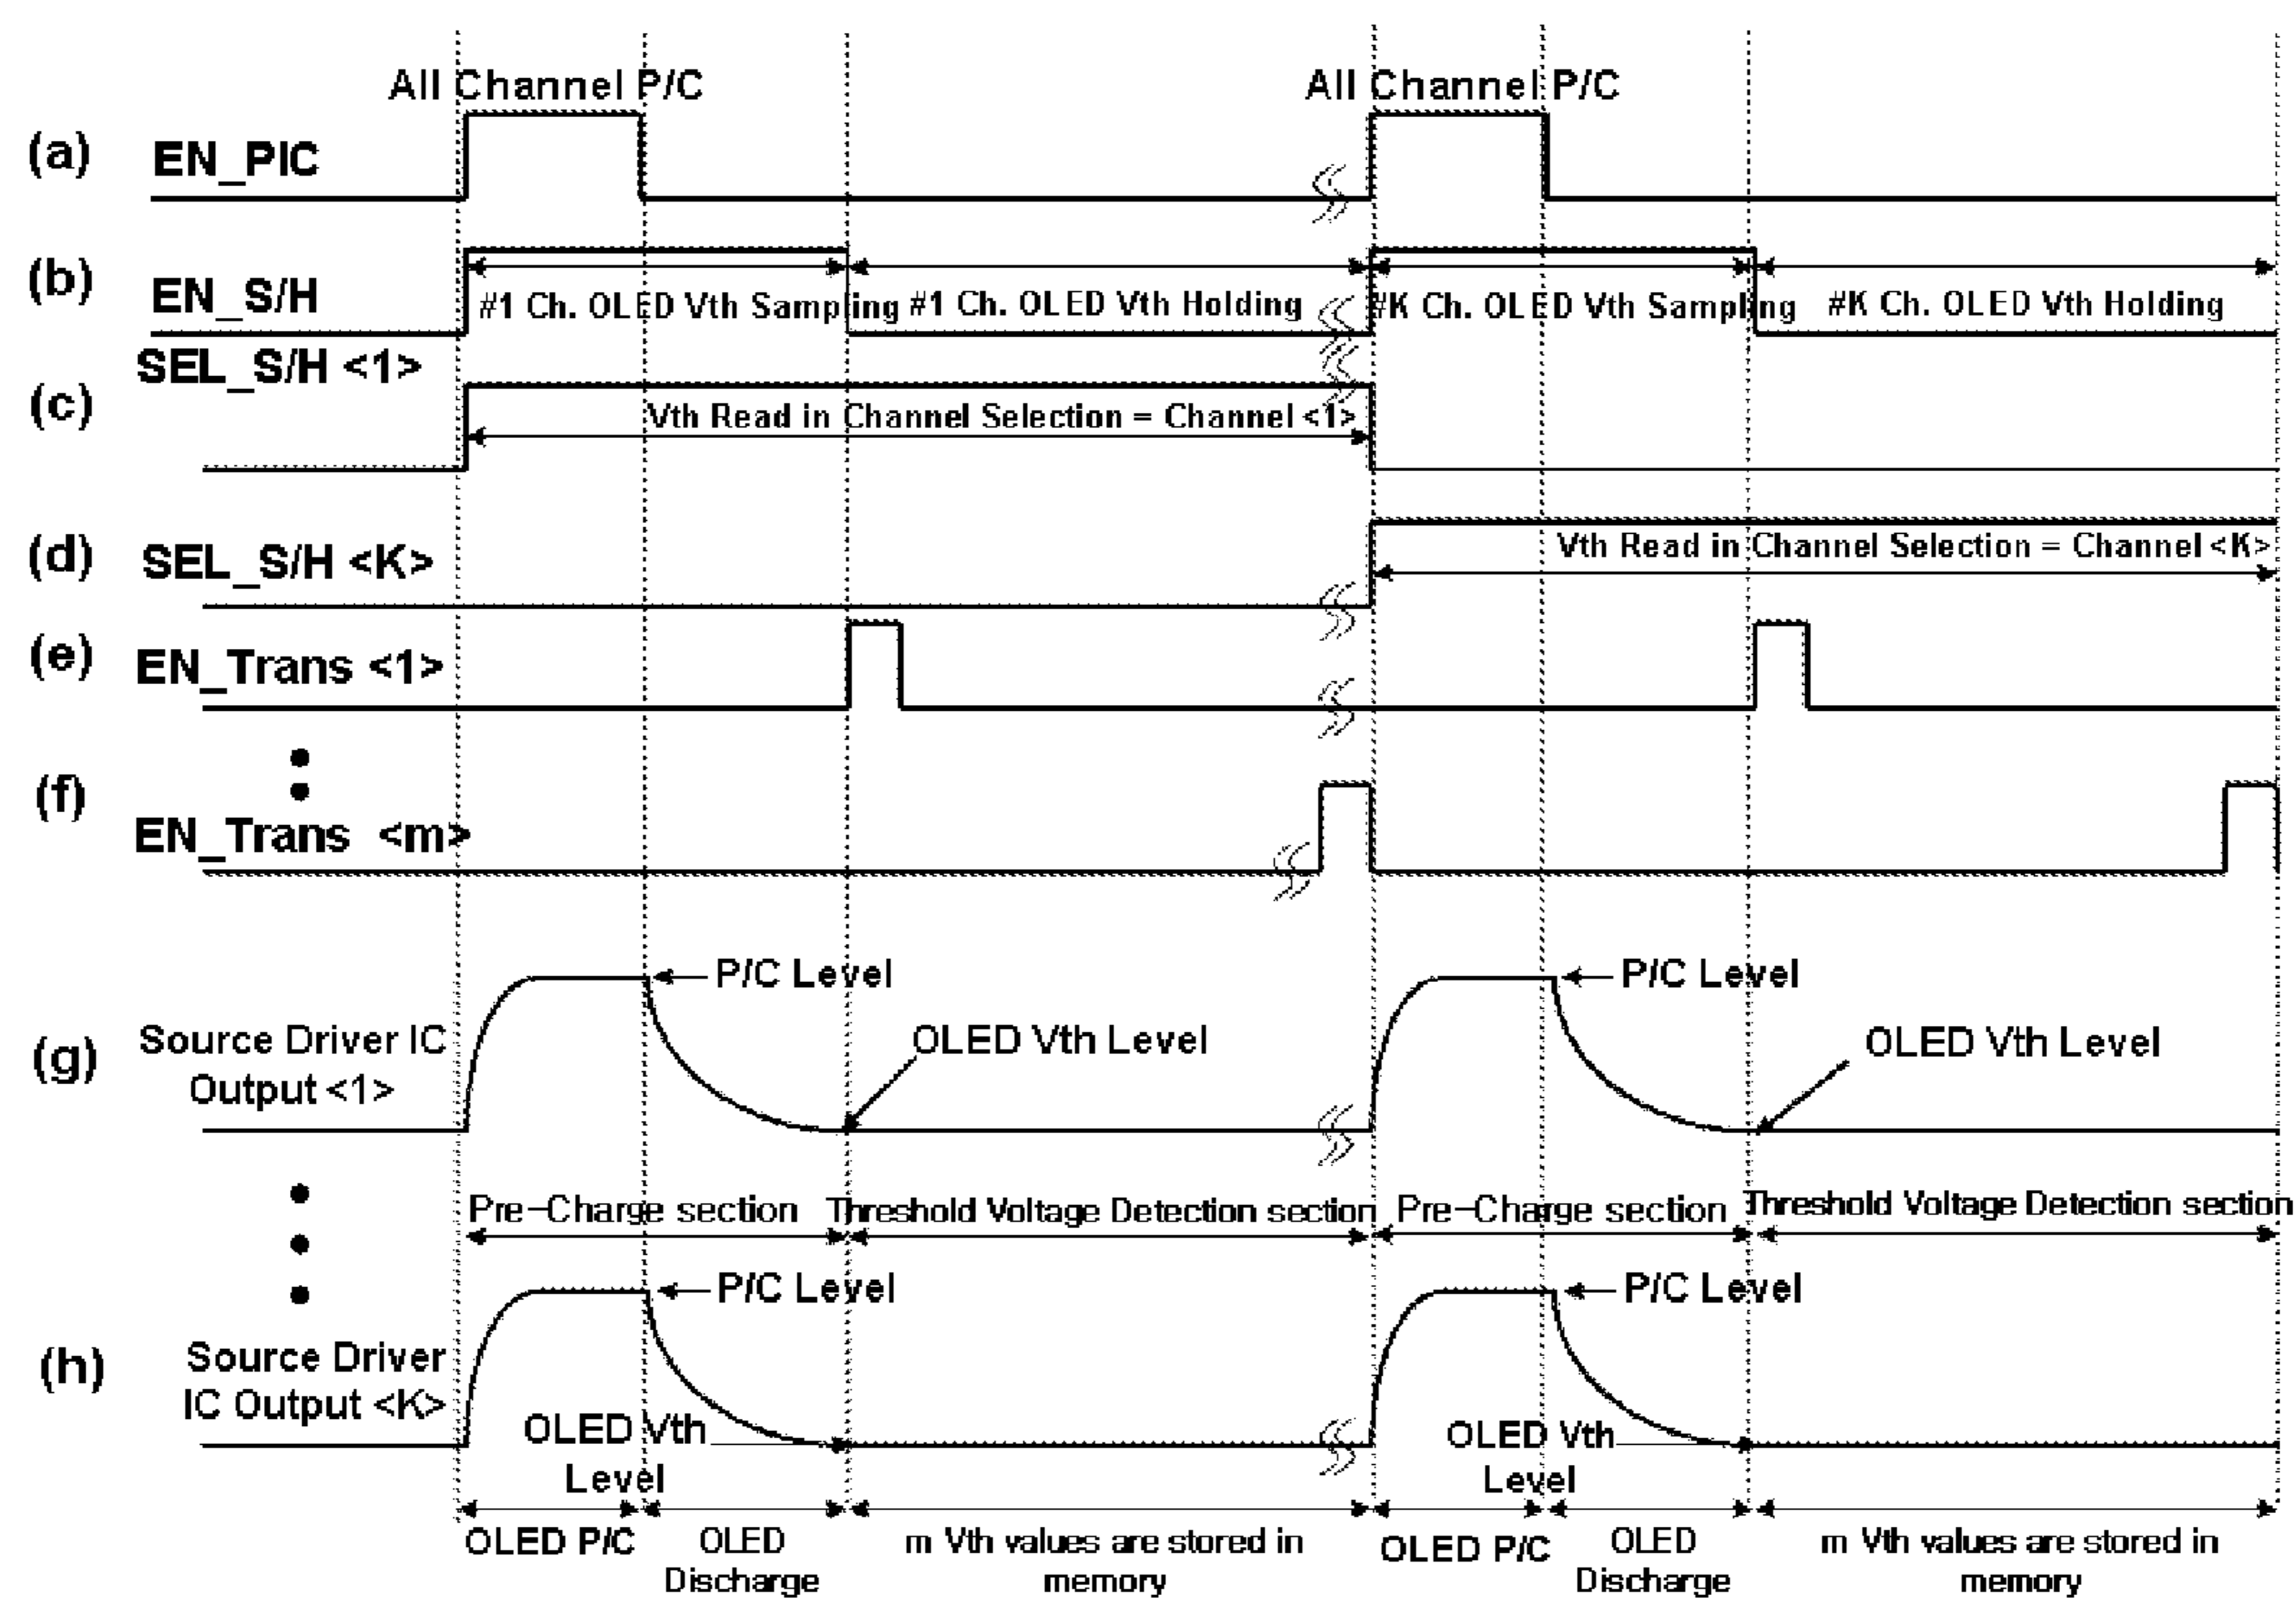 All Channel P/C
All Channel P/C
(a) EN_PIC
(b) EN_S/H
#1 Ch. OLED Vth Sampling
#1 Ch. OLED Vth Holding
#K Ch. OLED Vth Sampling
#K Ch. OLED Vth Holding
(c) SEL_S/H <1>
Vth Read in Channel Selection = Channel <1>
(d) SEL_S/H <K>
Vth Read in Channel Selection = Channel <K>
(e) EN_Trans <1>
(f) EN_Trans <m>
P/C Level
P/C Level
(g) Source Driver IC
Output <1>
OLED Vth Level
OLED Vth Level
Pre-Charge section
Threshold Voltage Detection section
Pre-Charge section
Threshold Voltage Detection section
P/C Level
P/C Level
(h) Source Driver
IC Output <K>
OLED Vth
Level
OLED Vth
Level
OLED P/C
OLED
Discharge
m Vth values are stored in
memory
OLED P/C
OLED
Discharge
m Vth values are stored in
memory